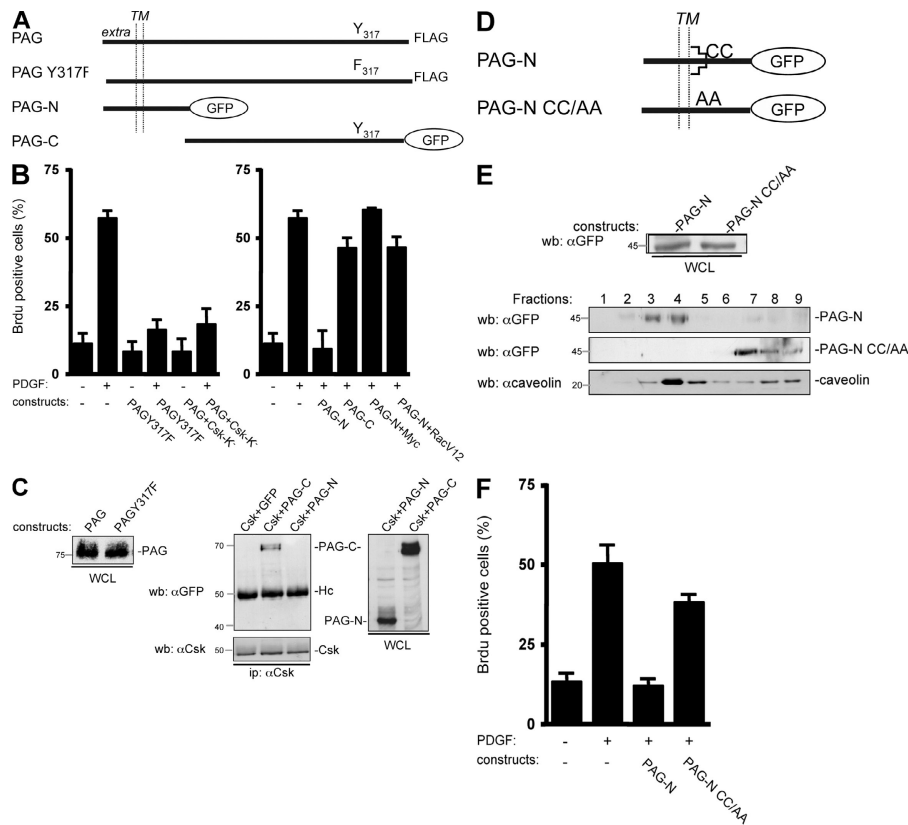 A
TM
extra
PAG
Y317
FLAG
PAG Y317F
F317
FLAG
PAG-N
GFP
PAG-C
Y317
GFP
B
Brdu positive cells (%)
75
50
25
0
PDGF: - + - + - +
constructs: - - PAGY317F PAGY317F PAG+Csk-K- PAG+Csk-K-
75
50
25
0
- + + + + +
- - PAG-N PAG-C PAG-N+Myc PAG-N+RacV12
C
constructs: PAG PAGY317F
75
-PAG
WCL
Csk+GFP Csk+PAG-C Csk+PAG-N
wb: αGFP
70
50
40
-PAG-C-
-Hc
wb: αCsk
50
-Csk
ip: αCsk
Csk+PAG-N Csk+PAG-C
PAG-N-
WCL
D
TM
PAG-N
CC
GFP
PAG-N CC/AA
AA
GFP
E
constructs: -PAG-N -PAG-N CC/AA
wb: αGFP
45
WCL
Fractions: 1 2 3 4 5 6 7 8 9
wb: αGFP 45 -PAG-N
wb: αGFP 45 -PAG-N CC/AA
wb: αcaveolin 20 -caveolin
F
Brdu positive cells (%)
75
50
25
0
PDGF: - + + +
constructs: - - PAG-N PAG-N CC/AA